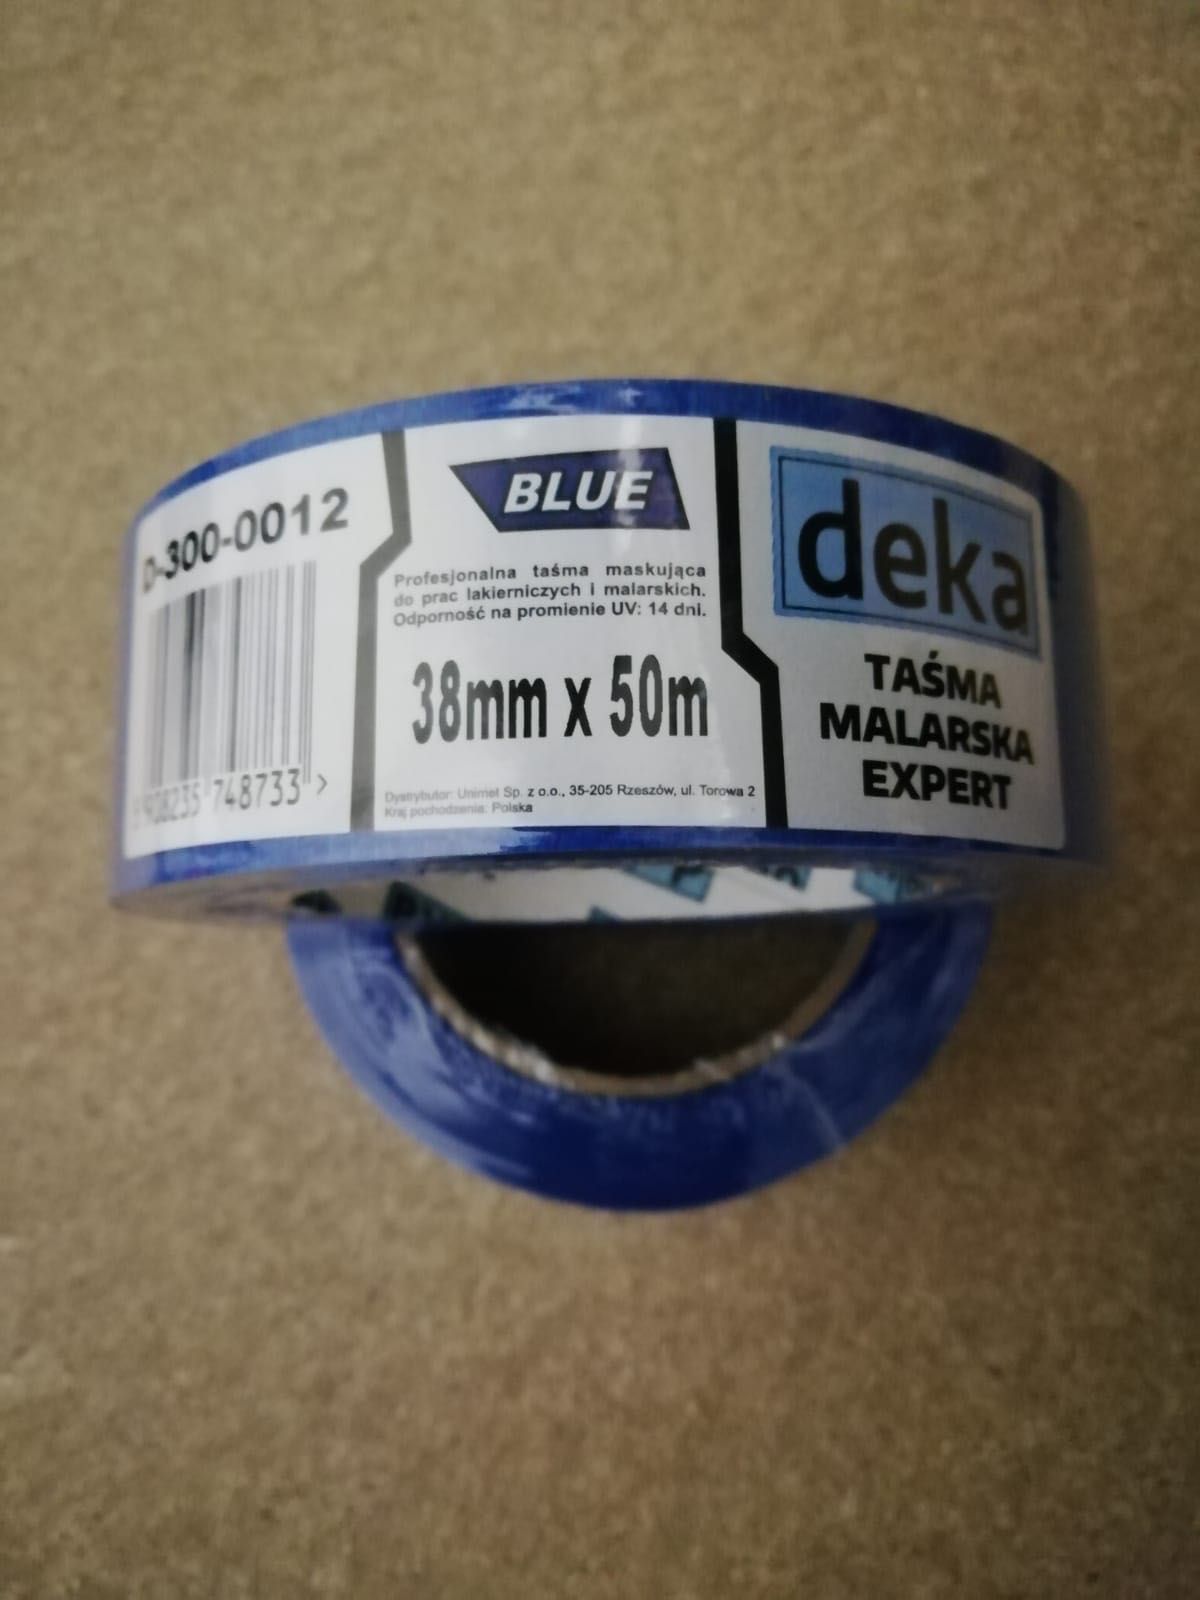 D-300-0012
748733 >
BLUE
Profesjonalna taśma maskująca
do prac lakierniczych i malarskich.
Odporność na promienie UV: 14 dni.
38mm x 50m
Dystrybutor: Unimet Sp. z o.o., 35-205 Rzeszów, ul. Torowa 2
Kraj pochodzenia: Polska
deka
TAŚMA
MALARSKA
EXPERT